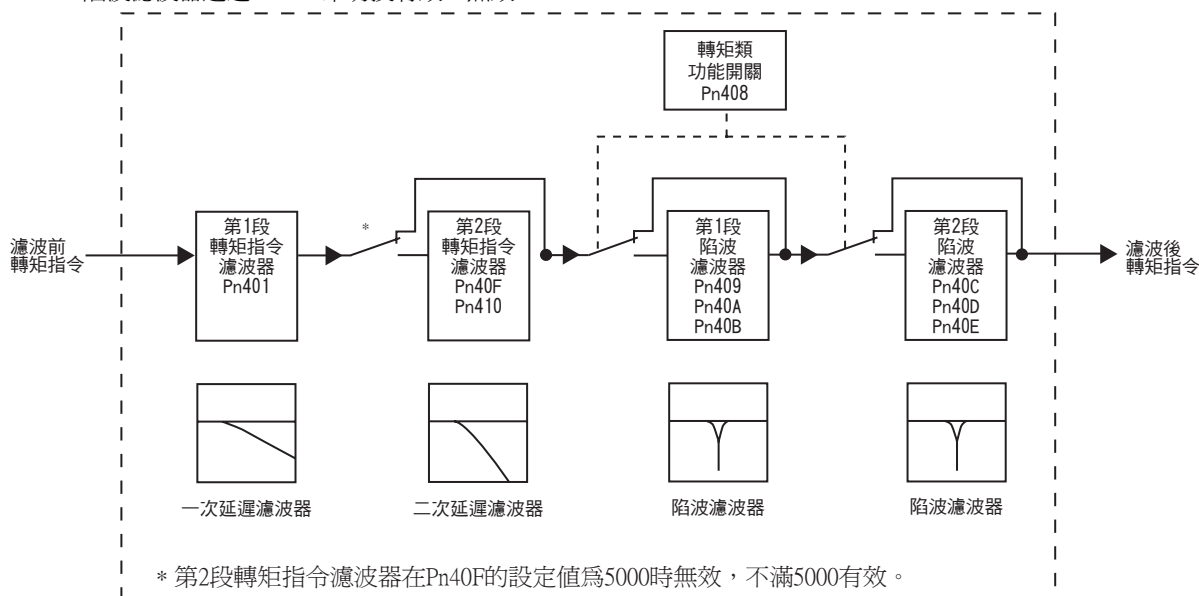 轉矩類
功能開關
Pn408
濾波前
轉矩指令
第1段
轉矩指令
濾波器
Pn401
*
第2段
轉矩指令
濾波器
Pn40F
Pn410
第1段
陷波
濾波器
Pn409
Pn40A
Pn40B
第2段
陷波
濾波器
Pn40C
Pn40D
Pn40E
濾波後
轉矩指令
一次延遲濾波器
二次延遲濾波器
陷波濾波器
陷波濾波器
* 第2段轉矩指令濾波器在Pn40F的設定值爲5000時無效，不滿5000有效。